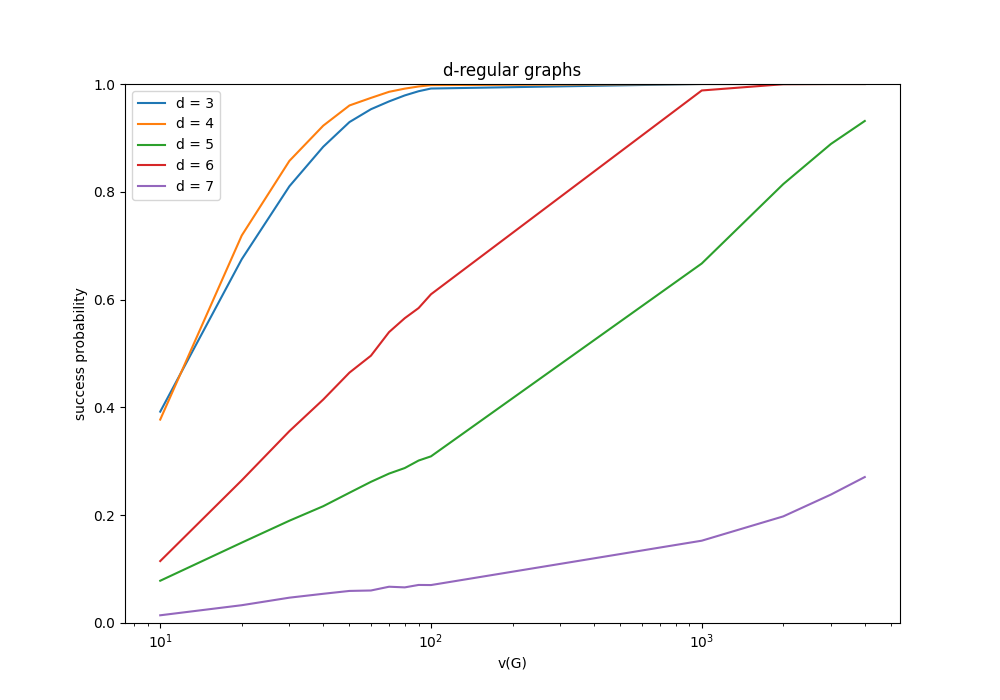 d-regular graphs
success probability
1.0
0.8
0.6
0.4
0.2
0.0
d = 3
d = 4
d = 5
d = 6
d = 7
10¹
10²
10³
v(G)